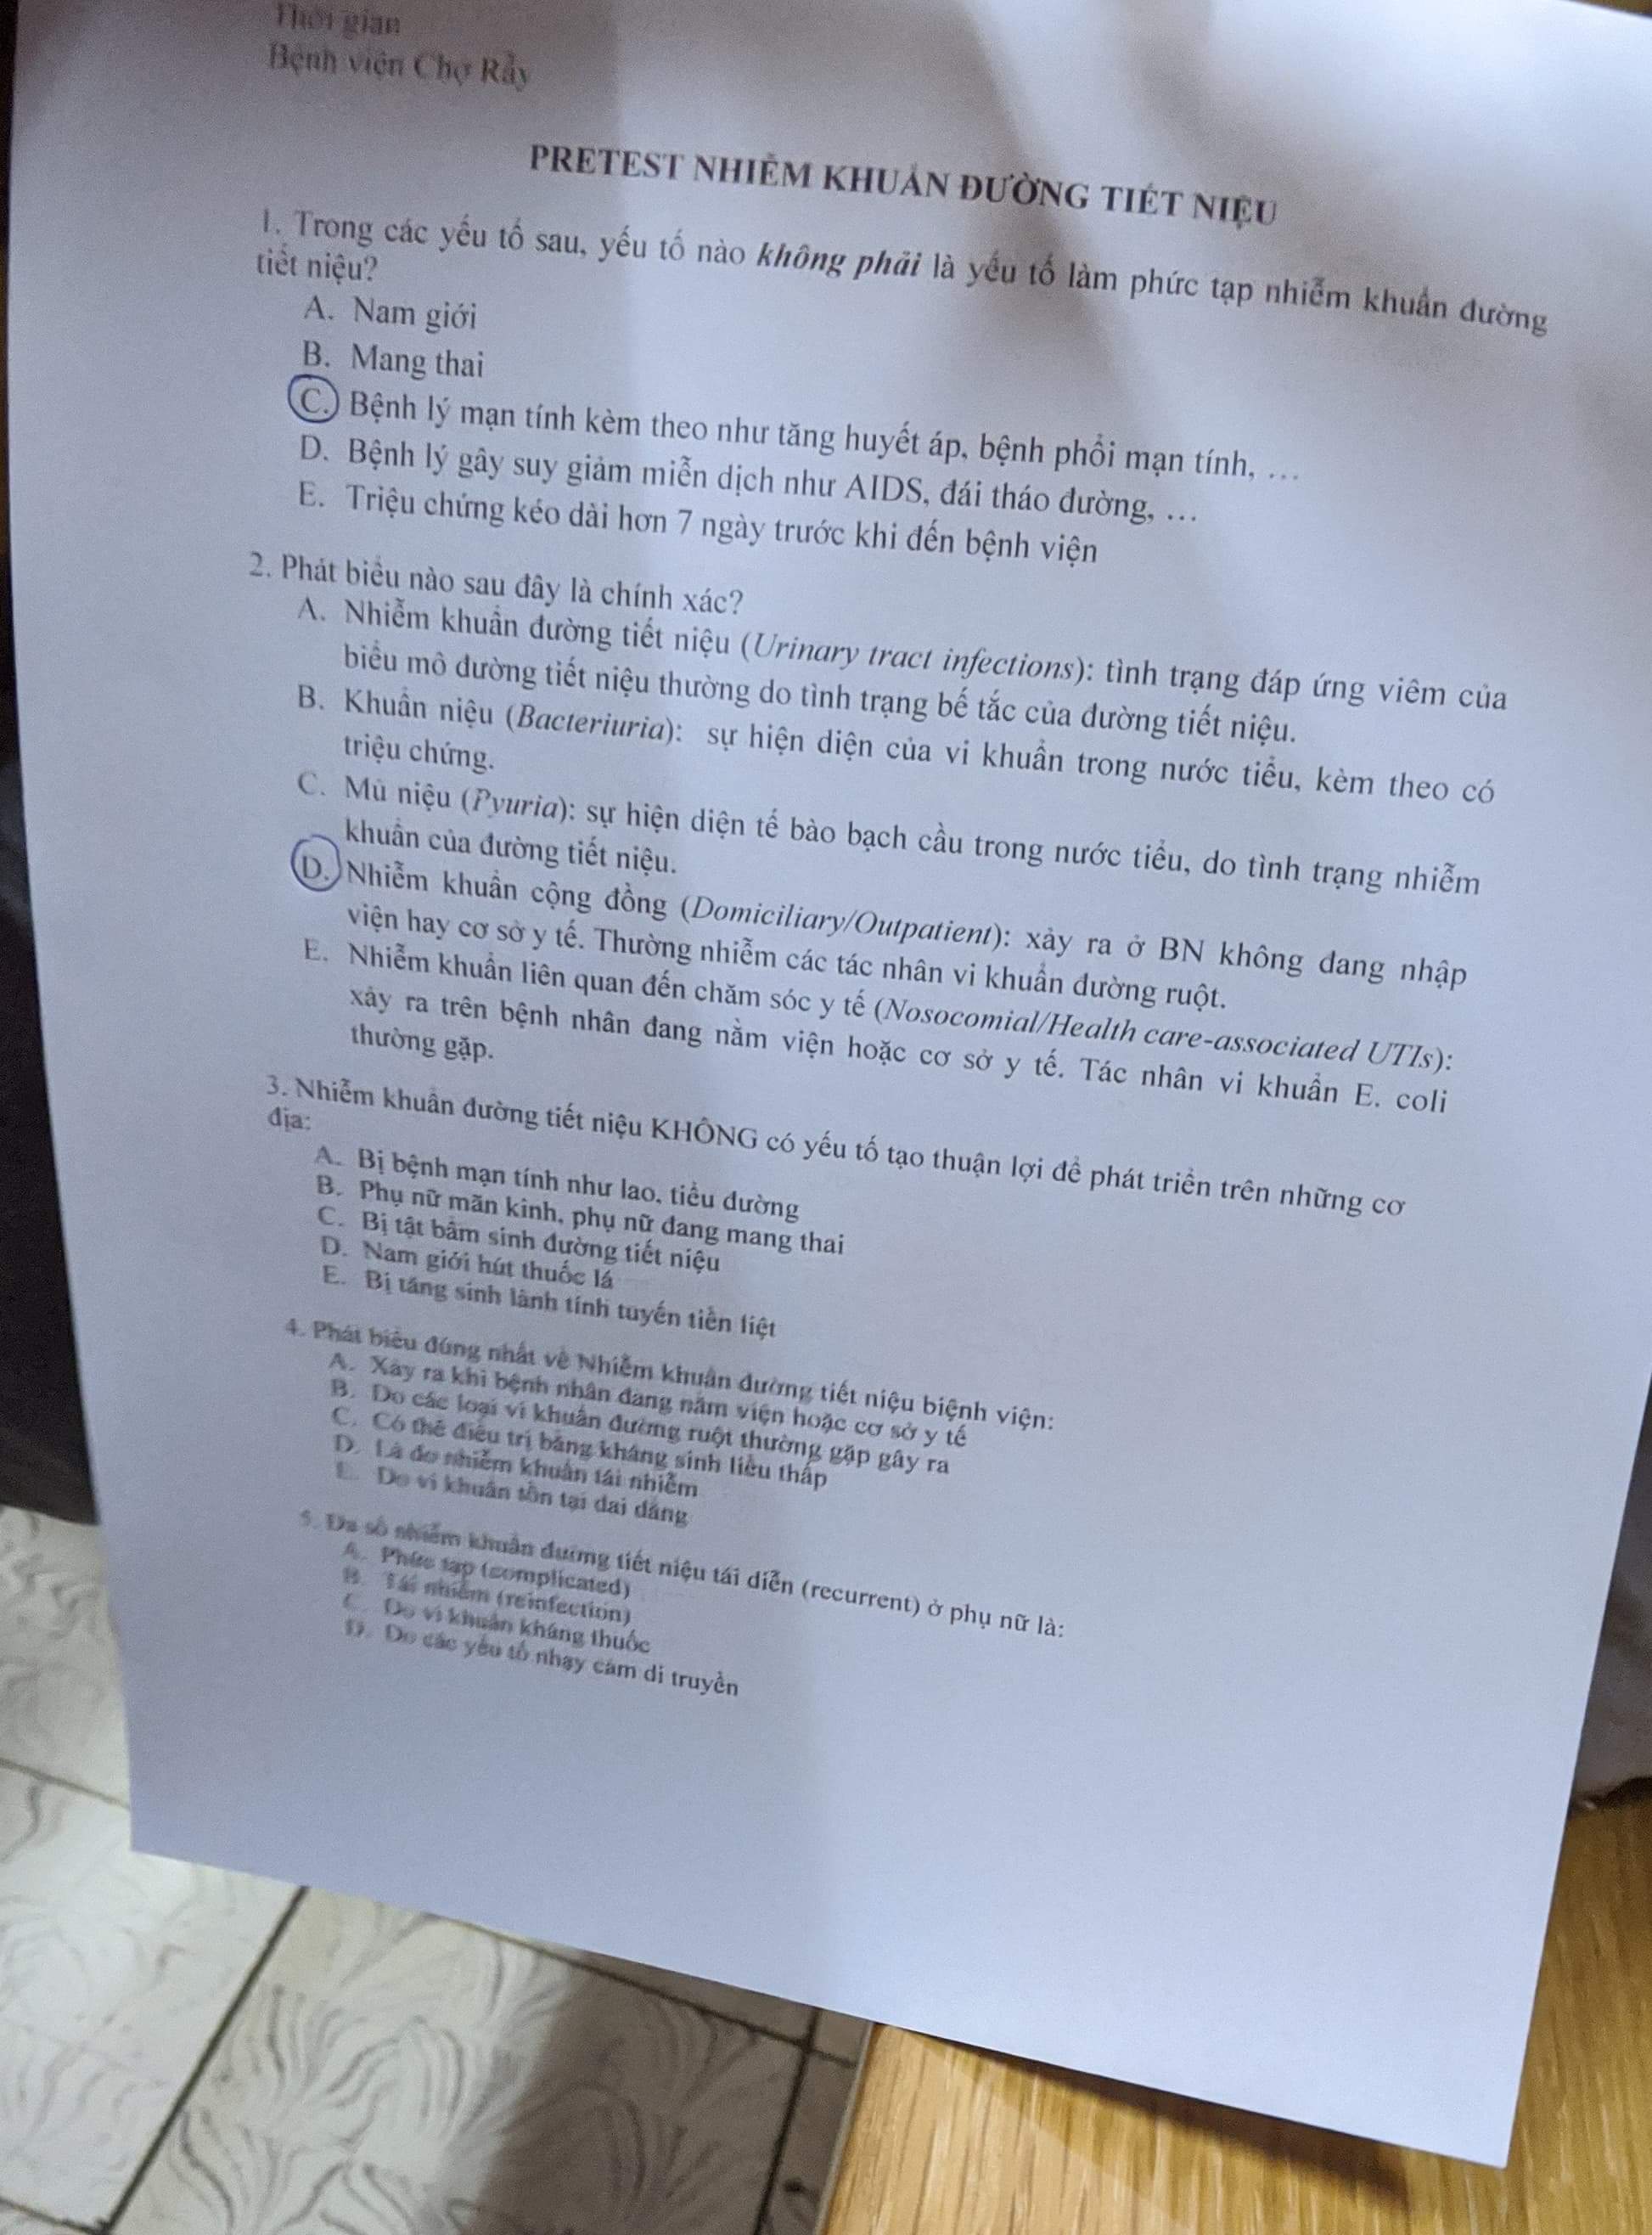 Thời gian
Bệnh viện Chợ Rẫy
PRETEST NHIỄM KHUẨN ĐƯỜNG TIẾT NIỆU
1. Trong các yếu tố sau, yếu tố nào không phải là yếu tố làm phức tạp nhiễm khuẩn đường
tiết niệu?
A. Nam giới
B. Mang thai
C. Bệnh lý mạn tính kèm theo như tăng huyết áp, bệnh phổi mạn tính, …
D. Bệnh lý gây suy giảm miễn dịch như AIDS, đái tháo đường, …
E. Triệu chứng kéo dài hơn 7 ngày trước khi đến bệnh viện
2. Phát biểu nào sau đây là chính xác?
A. Nhiễm khuẩn đường tiết niệu (Urinary tract infections): tình trạng đáp ứng viêm của
biểu mô đường tiết niệu thường do tình trạng bế tắc của đường tiết niệu.
B. Khuẩn niệu (Bacteriuria): sự hiện diện của vi khuẩn trong nước tiểu, kèm theo có
triệu chứng.
C. Mủ niệu (Pyuria): sự hiện diện tế bào bạch cầu trong nước tiểu, do tình trạng nhiễm
khuẩn của đường tiết niệu.
D. Nhiễm khuẩn cộng đồng (Domiciliary/Outpatient): xảy ra ở BN không đang nhập
viện hay cơ sở y tế. Thường nhiễm các tác nhân vi khuẩn đường ruột.
E. Nhiễm khuẩn liên quan đến chăm sóc y tế (Nosocomial/Health care-associated UTIs):
xảy ra trên bệnh nhân đang nằm viện hoặc cơ sở y tế. Tác nhân vi khuẩn E. coli
thường gặp.
3. Nhiễm khuẩn đường tiết niệu KHÔNG có yếu tố tạo thuận lợi để phát triển trên những cơ
địa:
A. Bị bệnh mạn tính như lao, tiểu đường
B. Phụ nữ mãn kinh, phụ nữ đang mang thai
C. Bị tật bẩm sinh đường tiết niệu
D. Nam giới hút thuốc lá
E. Bị tăng sinh lành tính tuyến tiền liệt
4. Phát biểu đúng nhất về Nhiễm khuẩn đường tiết niệu biệnh viện:
A. Xảy ra khi bệnh nhân đang nằm viện hoặc cơ sở y tế
B. Do các loại vi khuẩn đường ruột thường gặp gây ra
C. Có thể điều trị bằng kháng sinh liều thấp
D. Là do nhiễm khuẩn tái nhiễm
E. Do vi khuẩn tồn tại dai dẳng
5. Đa số nhiễm khuẩn đường tiết niệu tái diễn (recurrent) ở phụ nữ là:
A. Phức tạp (complicated)
B. Tái nhiễm (reinfection)
C. Do vi khuẩn kháng thuốc
D. Do các yếu tố nhạy cảm di truyền